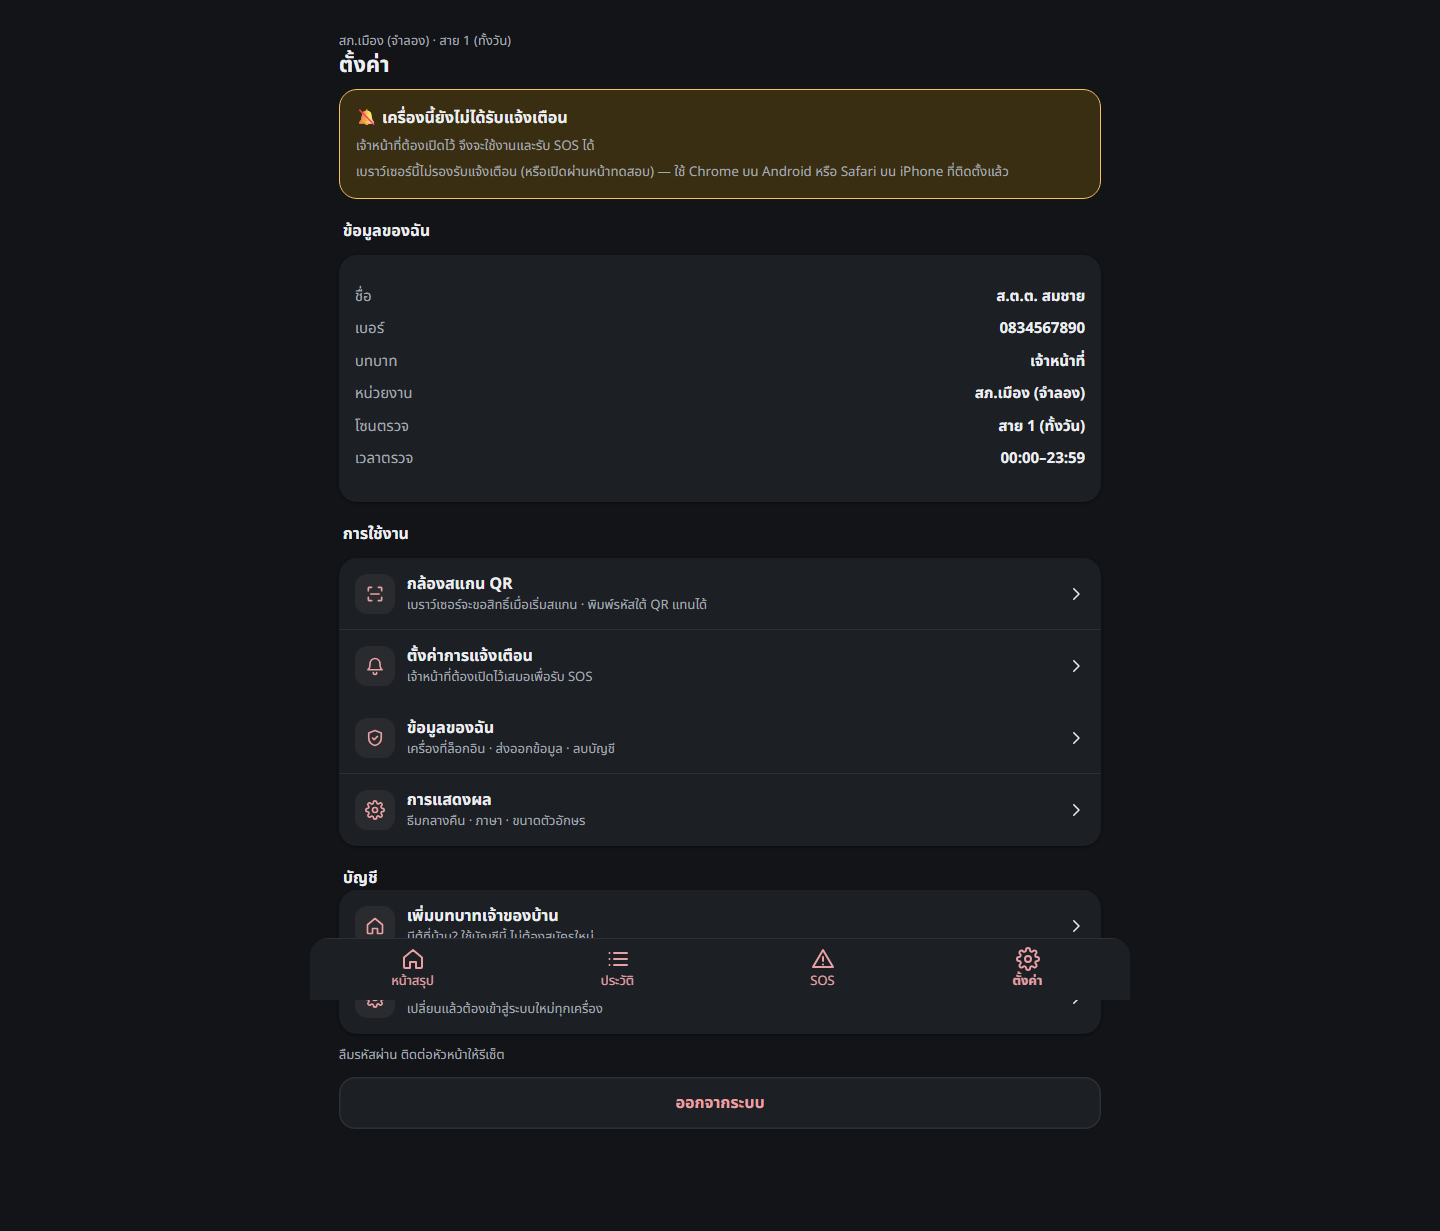 สภ.เมือง (จำลอง) · สาย 1 (ทั้งวัน)
ตั้งค่า
เครื่องนี้ยังไม่ได้รับแจ้งเตือน
เจ้าหน้าที่ต้องเปิดไว้ จึงจะใช้งานและรับ SOS ได้
เบราว์เซอร์นี้ไม่รองรับแจ้งเตือน (หรือเปิดผ่านหน้าทดสอบ) — ใช้ Chrome บน Android หรือ Safari บน iPhone ที่ติดตั้งแล้ว
ข้อมูลของฉัน
ชื่อ ส.ต.ต. สมชาย
เบอร์ 0834567890
บทบาท เจ้าหน้าที่
หน่วยงาน สภ.เมือง (จำลอง)
โซนตรวจ สาย 1 (ทั้งวัน)
เวลาตรวจ 00:00–23:59
การใช้งาน
กล้องสแกน QR
เบราว์เซอร์จะขอสิทธิ์เมื่อเริ่มสแกน · พิมพ์รหัสใต้ QR แทนได้
ตั้งค่าการแจ้งเตือน
เจ้าหน้าที่ต้องเปิดไว้เสมอเพื่อรับ SOS
ข้อมูลของฉัน
เครื่องที่ล็อกอิน · ส่งออกข้อมูล · ลบบัญชี
การแสดงผล
ธีมกลางคืน · ภาษา · ขนาดตัวอักษร
บัญชี
เพิ่มบทบาทเจ้าของบ้าน
มีตู้ที่บ้าน? ใช้บัญชีนี้ ไม่ต้องสมัครใหม่
หน้าสรุป ประวัติ SOS ตั้งค่า
เปลี่ยนแล้วต้องเข้าสู่ระบบใหม่ทุกเครื่อง
ลืมรหัสผ่าน ติดต่อหัวหน้าให้รีเซ็ต
ออกจากระบบ